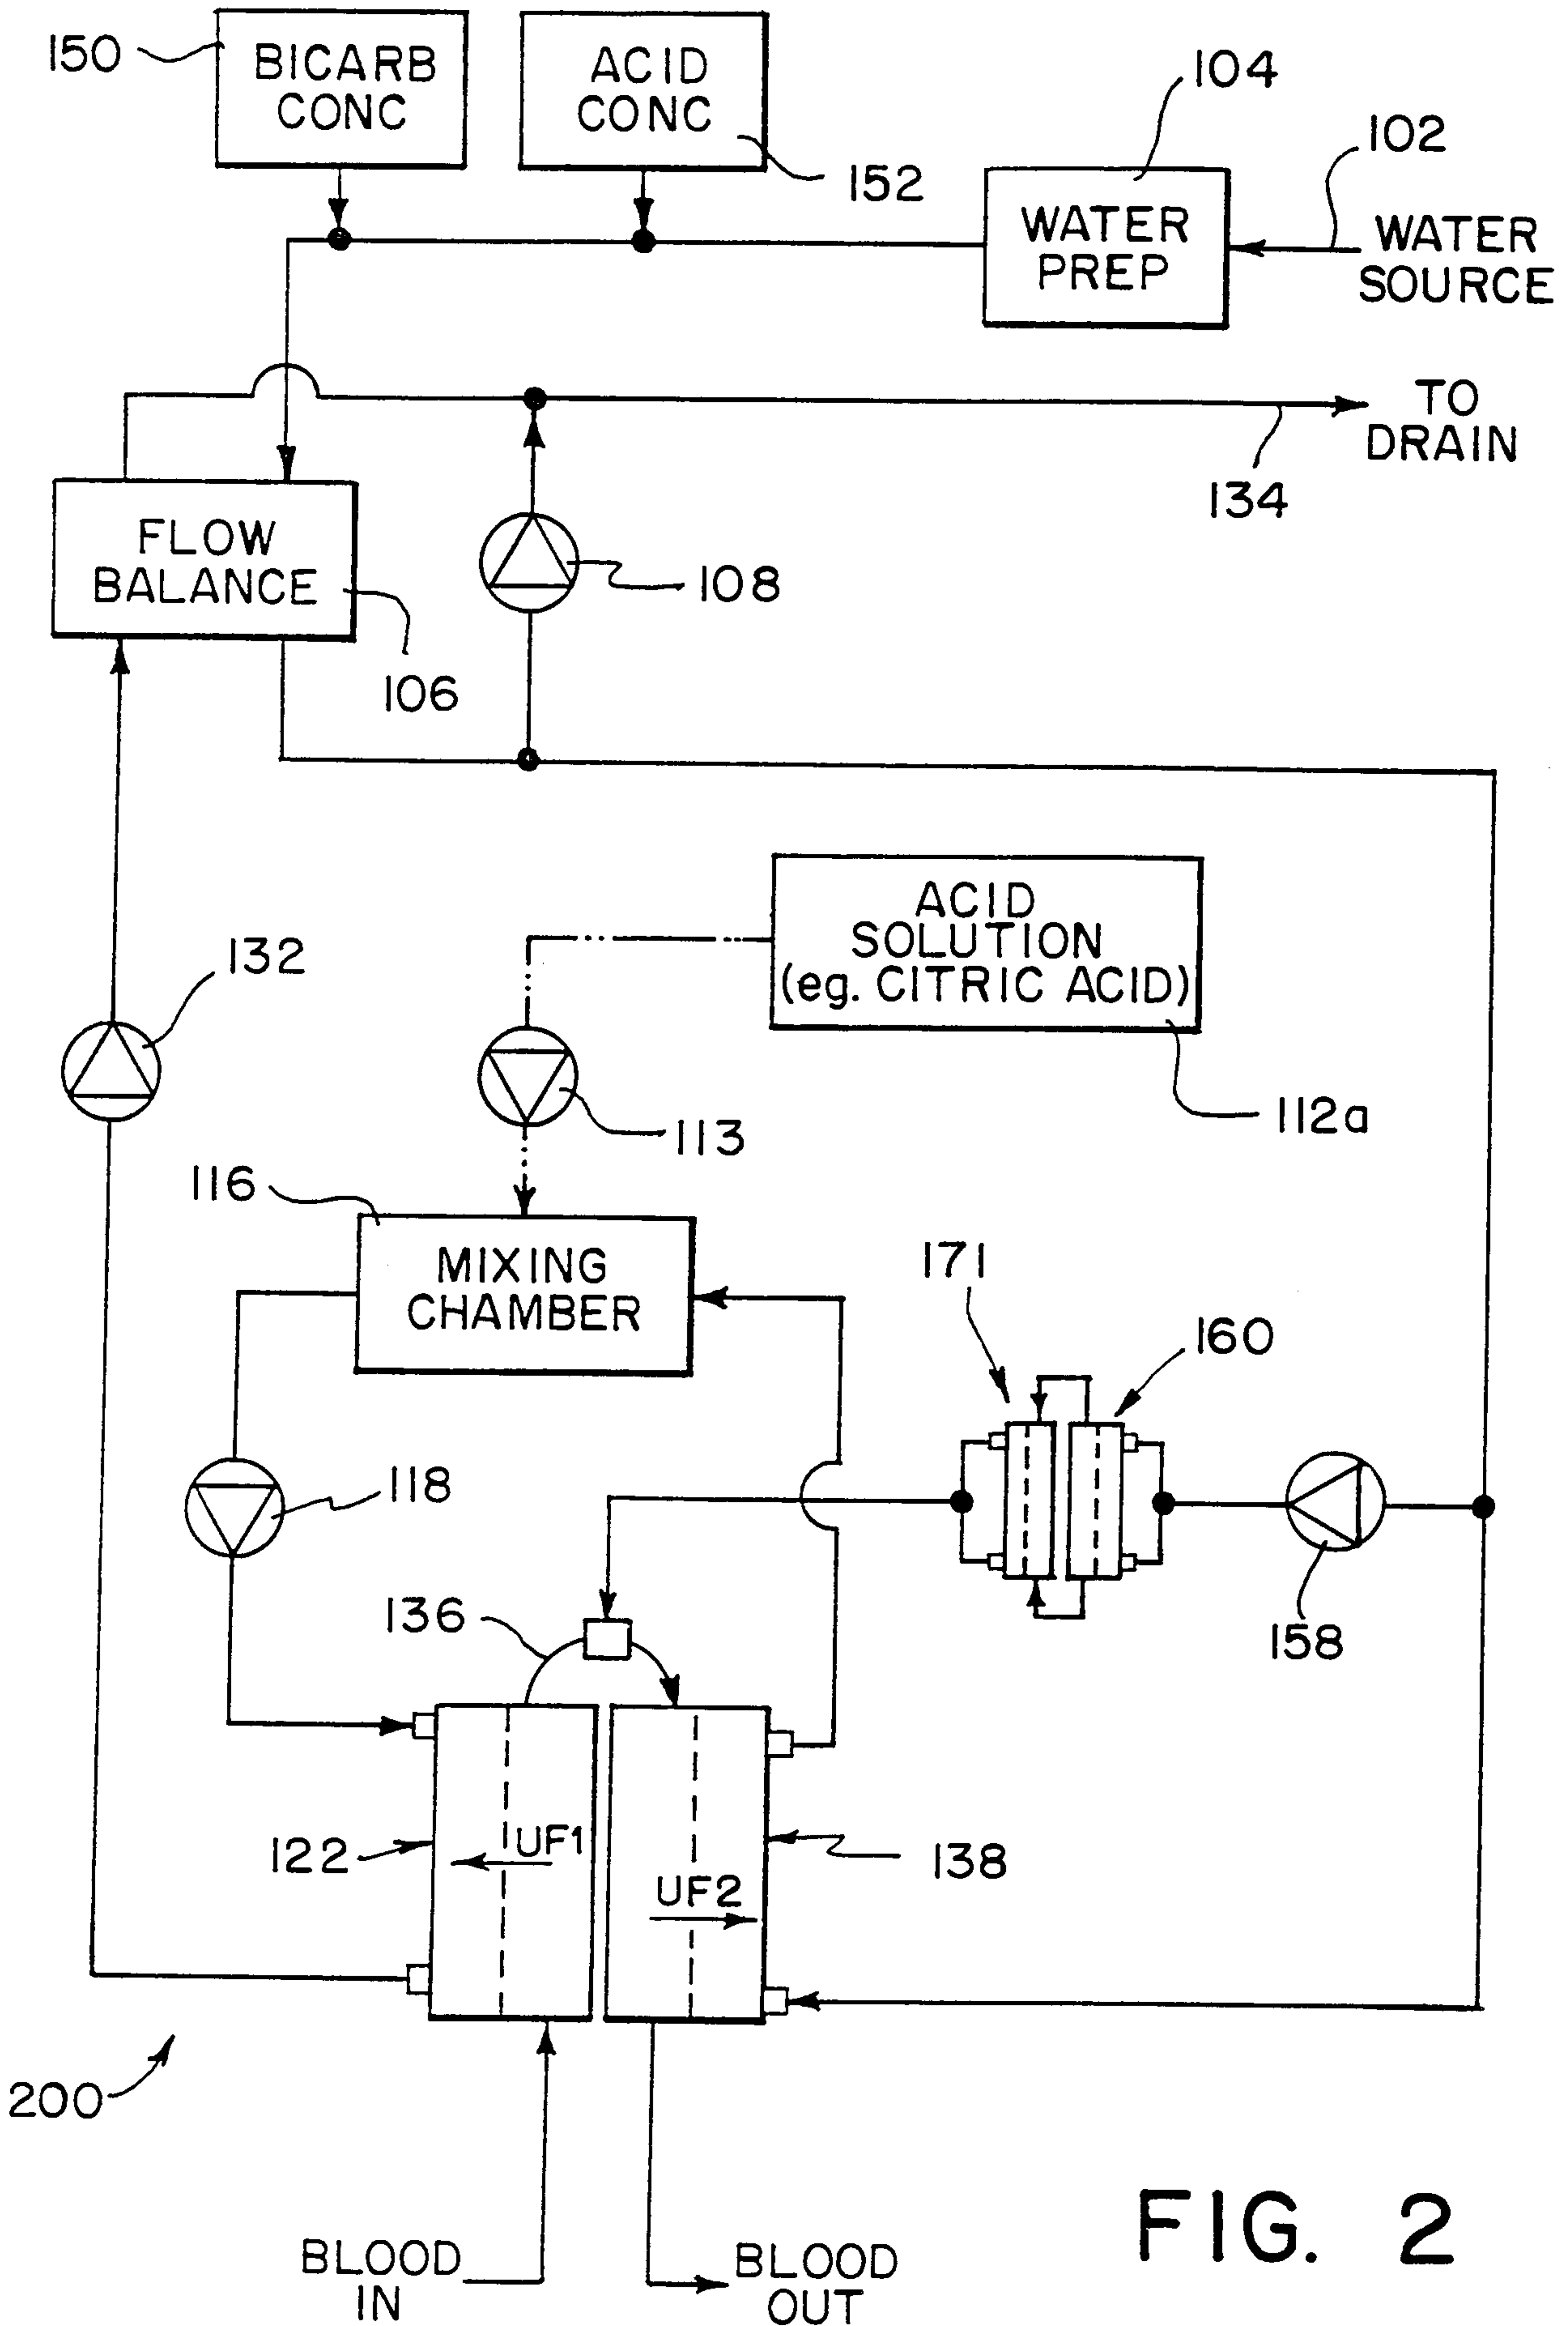 150
BICARB
CONC
ACID
CONC
152
104
102
WATER
PREP
WATER
SOURCE
TO
DRAIN
134
FLOW
BALANCE
106
108
132
ACID
SOLUTION
(eg. CITRIC ACID)
112a
113
116
MIXING
CHAMBER
171
160
118
136
158
122
UF1
UF2
138
200
BLOOD
IN
BLOOD
OUT
FIG. 2